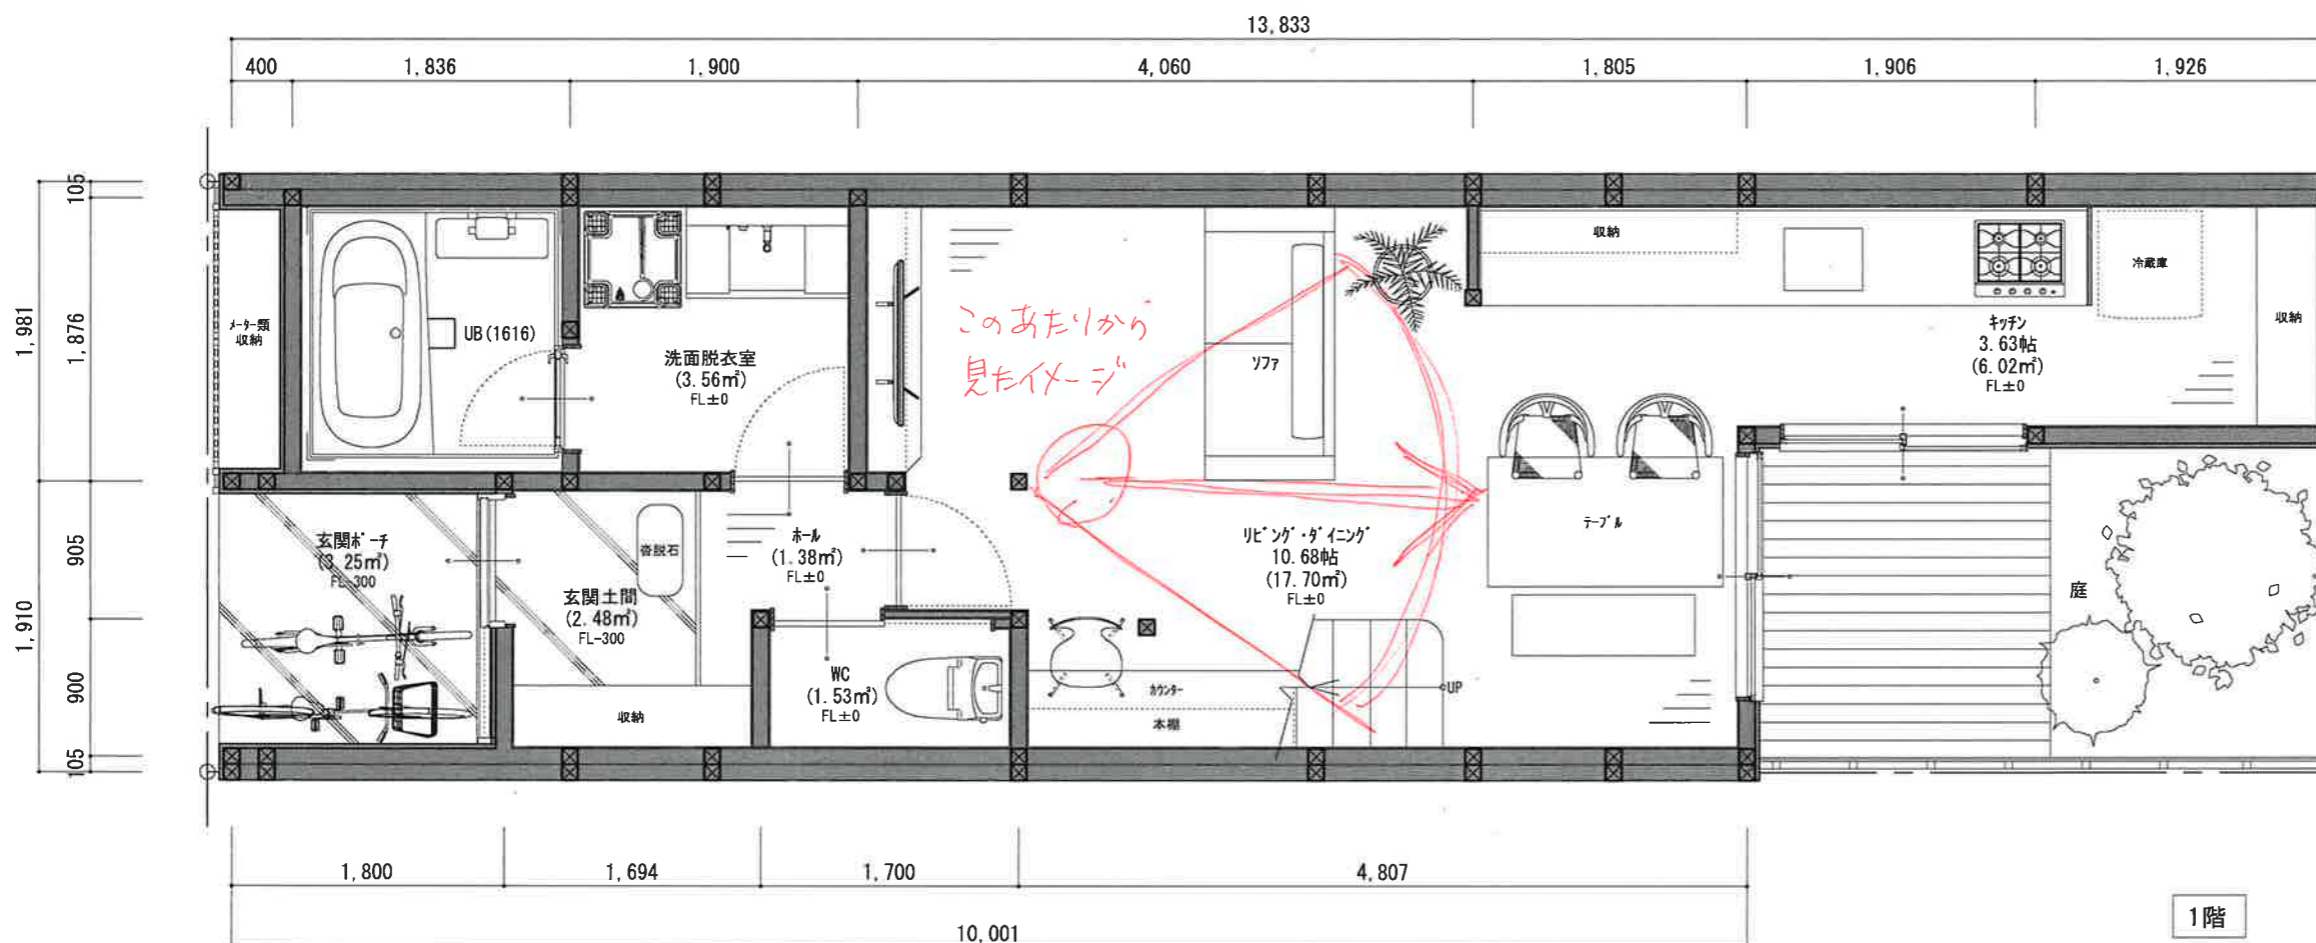 13,833
400
1,836
1,900
4,060
1,805
1,906
1,926
105
1,981
1,876
905
1,910
900
105
メーター類
収納
UB(1616)
洗面脱衣室
(3.56㎡)
FL±0
このあたりから
見たイメージ
ソファ
収納
冷蔵庫
キッチン
3.63帖
(6.02㎡)
FL±0
収納
玄関ポーチ
(3.25㎡)
FL-300
沓脱石
玄関土間
(2.48㎡)
FL-300
ホール
(1.38㎡)
FL±0
リビング・ダイニング
10.68帖
(17.70㎡)
FL±0
テーブル
庭
WC
(1.53㎡)
FL±0
収納
カウンター
本棚
UP
1,800
1,694
1,700
4,807
10,001
1階